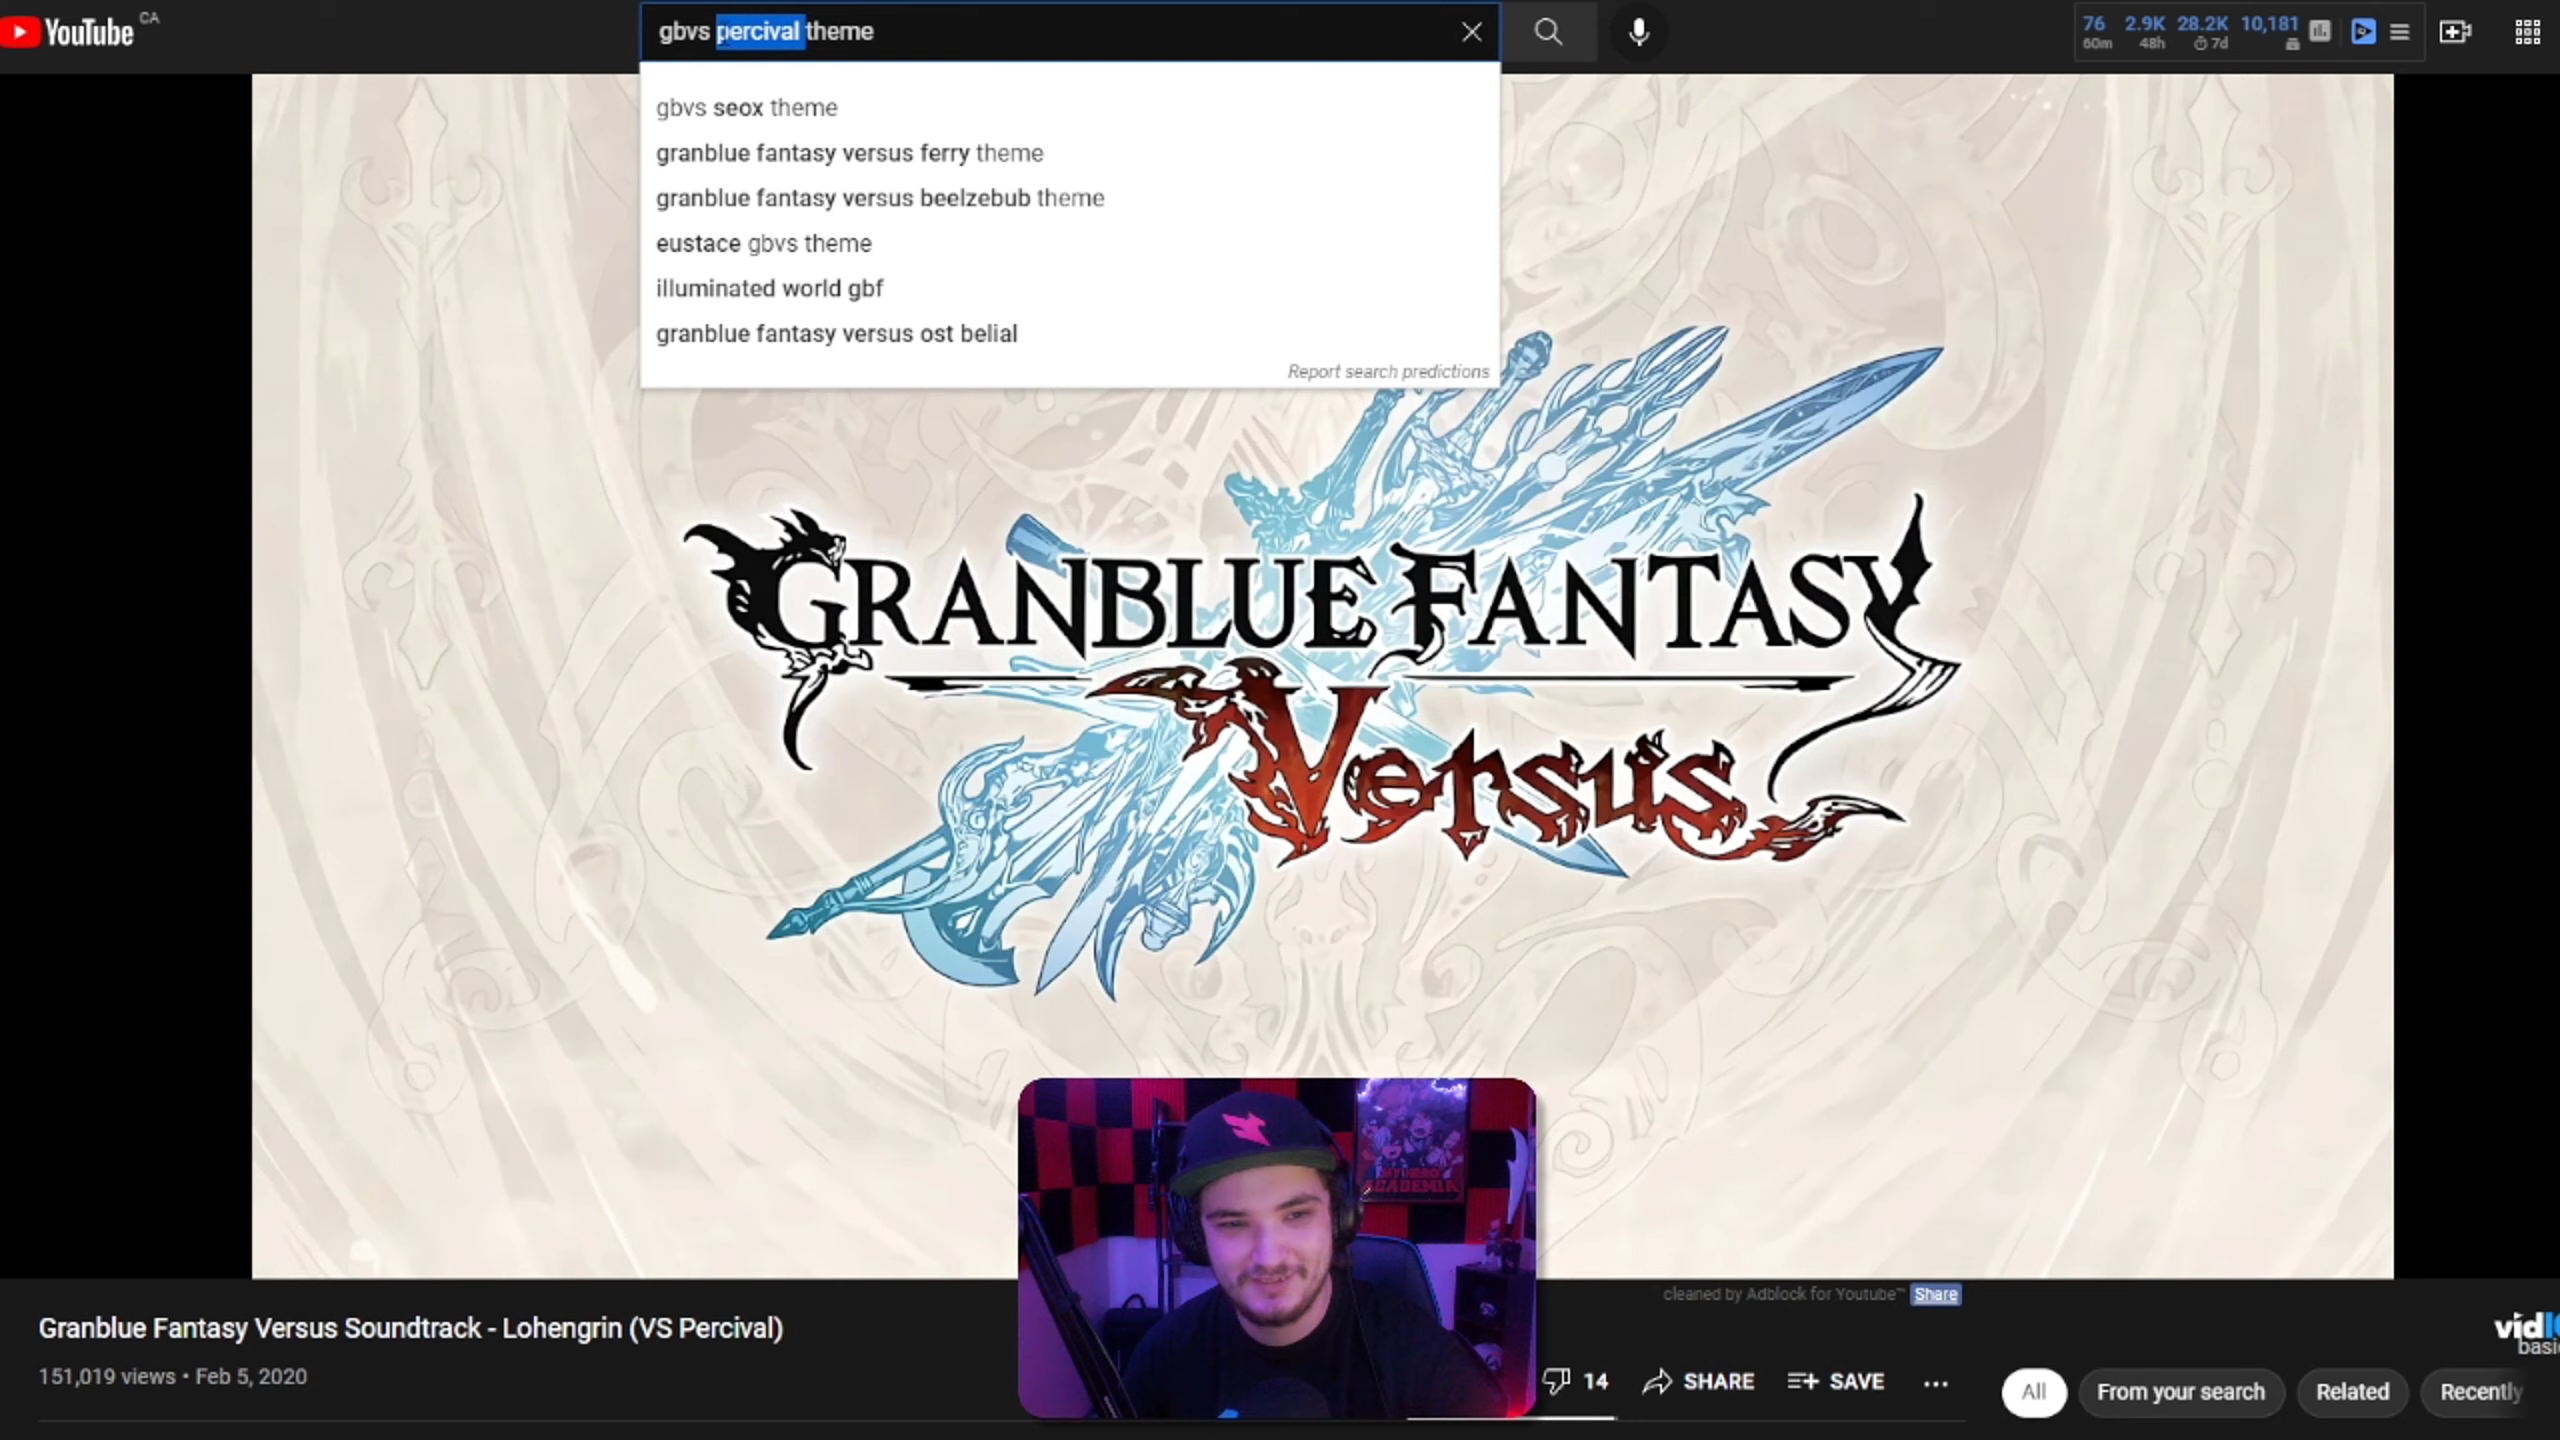 YouTube CA
gbvs percival theme
76 2.9K 28.2K 10,181
60m 48h 7d
gbvs seox theme
granblue fantasy versus ferry theme
granblue fantasy versus beelzebub theme
eustace gbvs theme
illuminated world gbf
granblue fantasy versus ost belial
Report search predictions
GRANBLUE FANTASY
Versus
MY HERO
ACADEMIA
cleaned by Adblock for Youtube™ Share
Granblue Fantasy Versus Soundtrack - Lohengrin (VS Percival)
151,019 views • Feb 5, 2020
14 SHARE SAVE
All From your search Related Recently